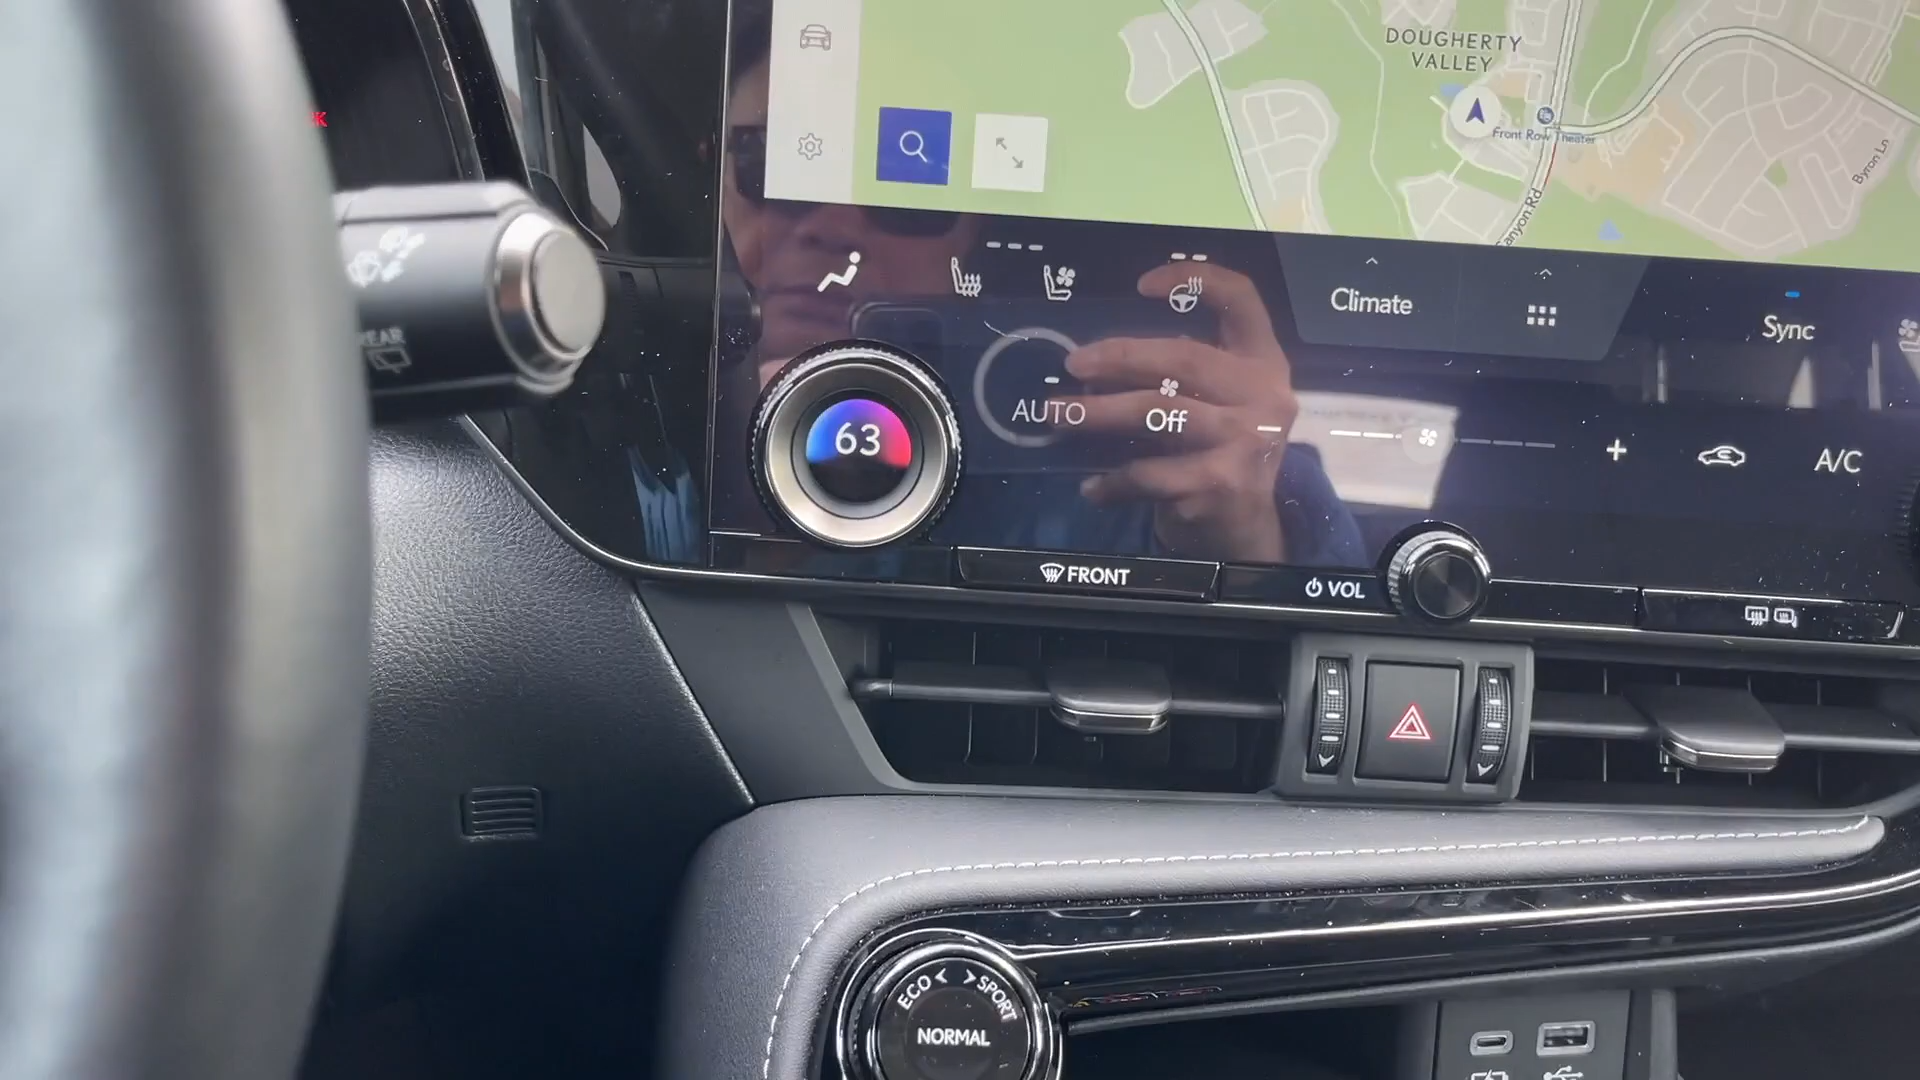 DOUGHERTY
VALLEY
Front Row Theater
Byron Ln
anyon Rd
Climate
Sync
REAR
63
AUTO
Off
A/C
FRONT
VOL
ECO
SPORT
NORMAL